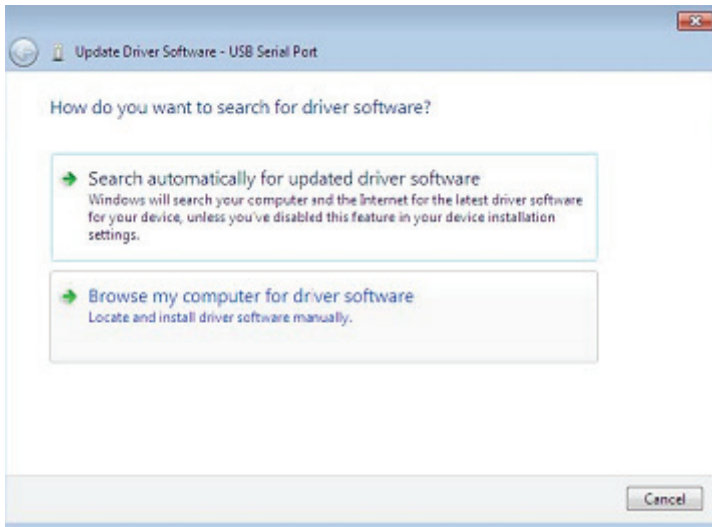 Update Driver Software - USB Serial Port
How do you want to search for driver software?
Search automatically for updated driver software
Windows will search your computer and the Internet for the latest driver software
for your device, unless you've disabled this feature in your device installation
settings.
Browse my computer for driver software
Locate and install driver software manually.
Cancel